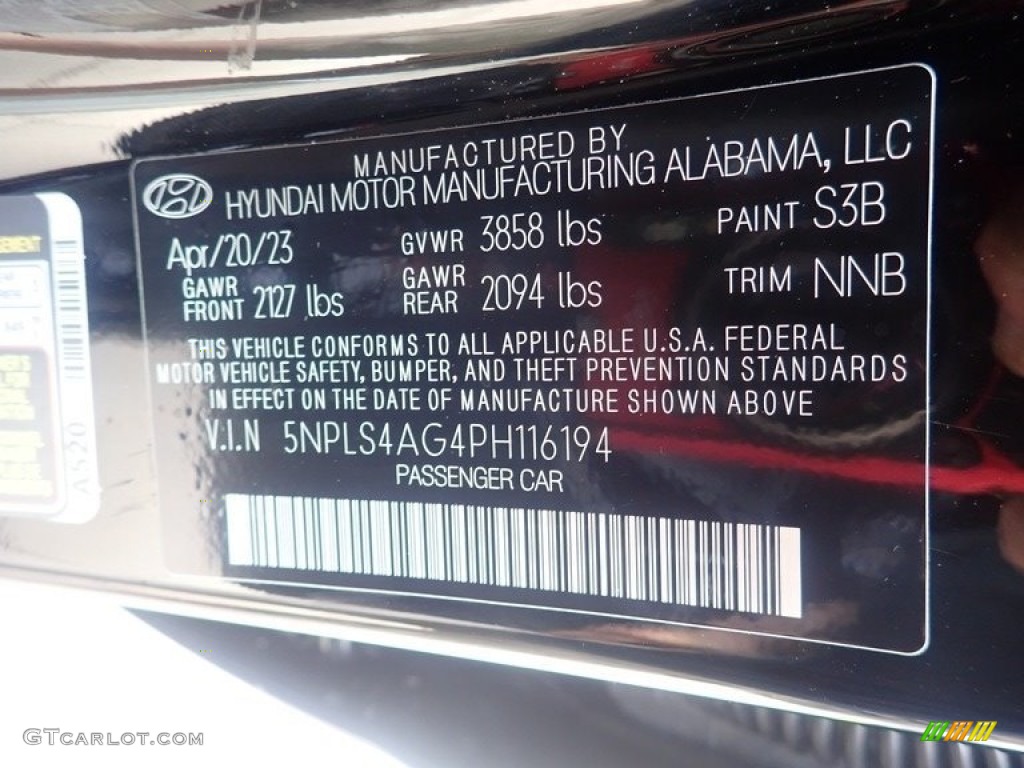 MANUFACTURED BY
HYUNDAI MOTOR MANUFACTURING ALABAMA, LLC
Apr/20/23 GVWR 3858 lbs PAINT S3B
GAWR FRONT 2127 lbs GAWR REAR 2094 lbs TRIM NNB
THIS VEHICLE CONFORMS TO ALL APPLICABLE U.S.A. FEDERAL
MOTOR VEHICLE SAFETY, BUMPER, AND THEFT PREVENTION STANDARDS
IN EFFECT ON THE DATE OF MANUFACTURE SHOWN ABOVE
V.I.N 5NPLS4AG4PH116194
PASSENGER CAR
AS20
GTCARLOT.COM